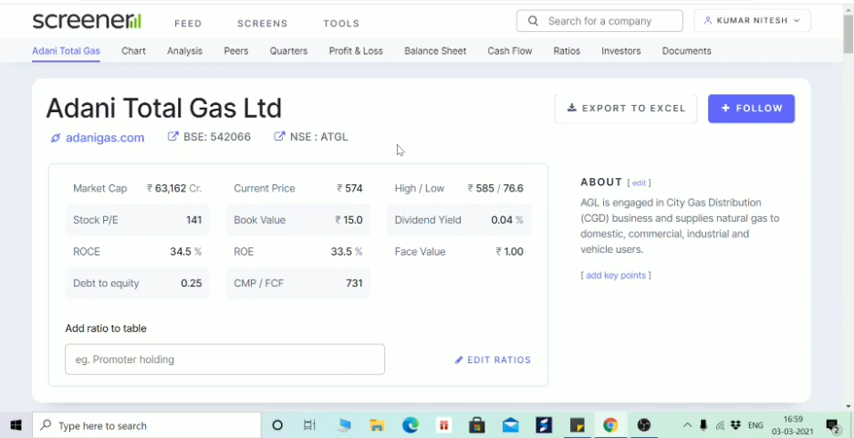 screener
FEED SCREENS TOOLS
Search for a company
KUMAR NITESH
Adani Total Gas Chart Analysis Peers Quarters Profit & Loss Balance Sheet Cash Flow Ratios Investors Documents
Adani Total Gas Ltd
EXPORT TO EXCEL
+ FOLLOW
adanigas.com BSE: 542066 NSE : ATGL
Market Cap ₹ 63,162 Cr. Current Price ₹ 574 High / Low ₹ 585 / 76.6
Stock P/E 141 Book Value ₹ 15.0 Dividend Yield 0.04 %
ROCE 34.5 % ROE 33.5 % Face Value ₹ 1.00
Debt to equity 0.25 CMP / FCF 731
Add ratio to table
eg. Promoter holding
EDIT RATIOS
ABOUT [ edit ]
AGL is engaged in City Gas Distribution
(CGD) business and supplies natural gas to
domestic, commercial, industrial and
vehicle users.
[ add key points ]
Type here to search
ENG
16:59
03-03-2021
2